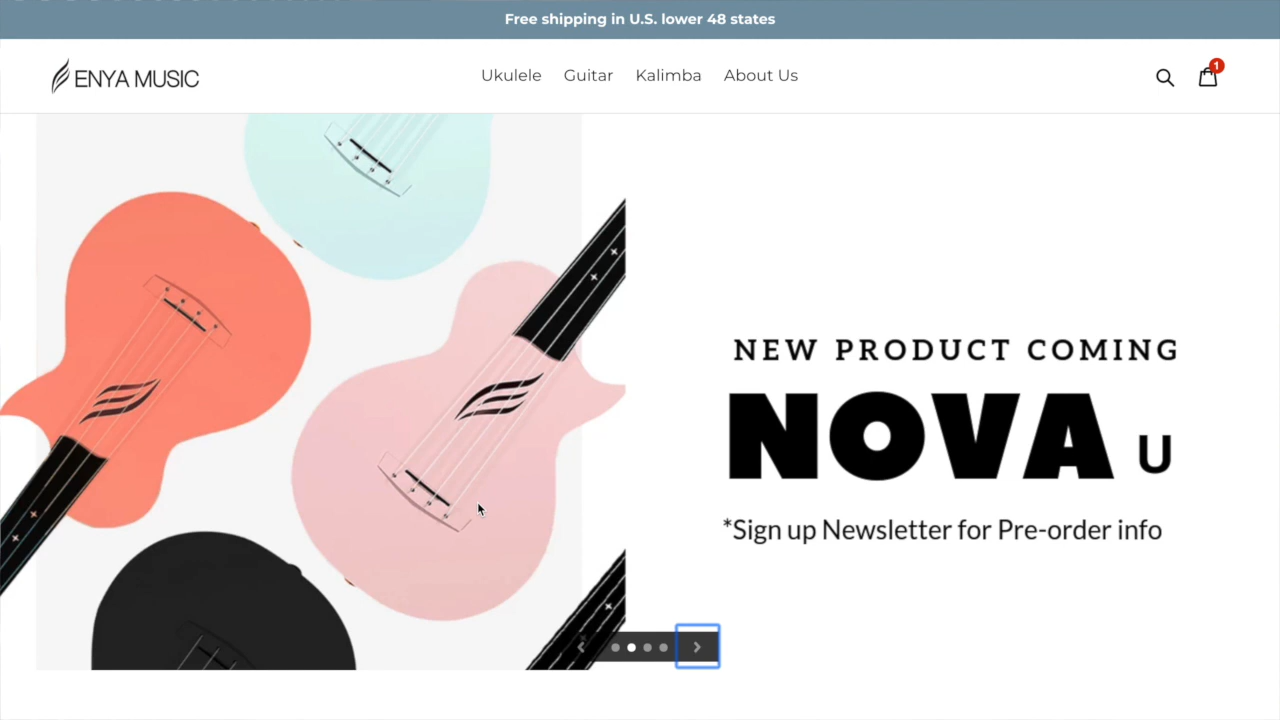 Free shipping in U.S. lower 48 states
ENYA MUSIC
Ukulele Guitar Kalimba About Us
1
NEW PRODUCT COMING
NOVA U
*Sign up Newsletter for Pre-order info